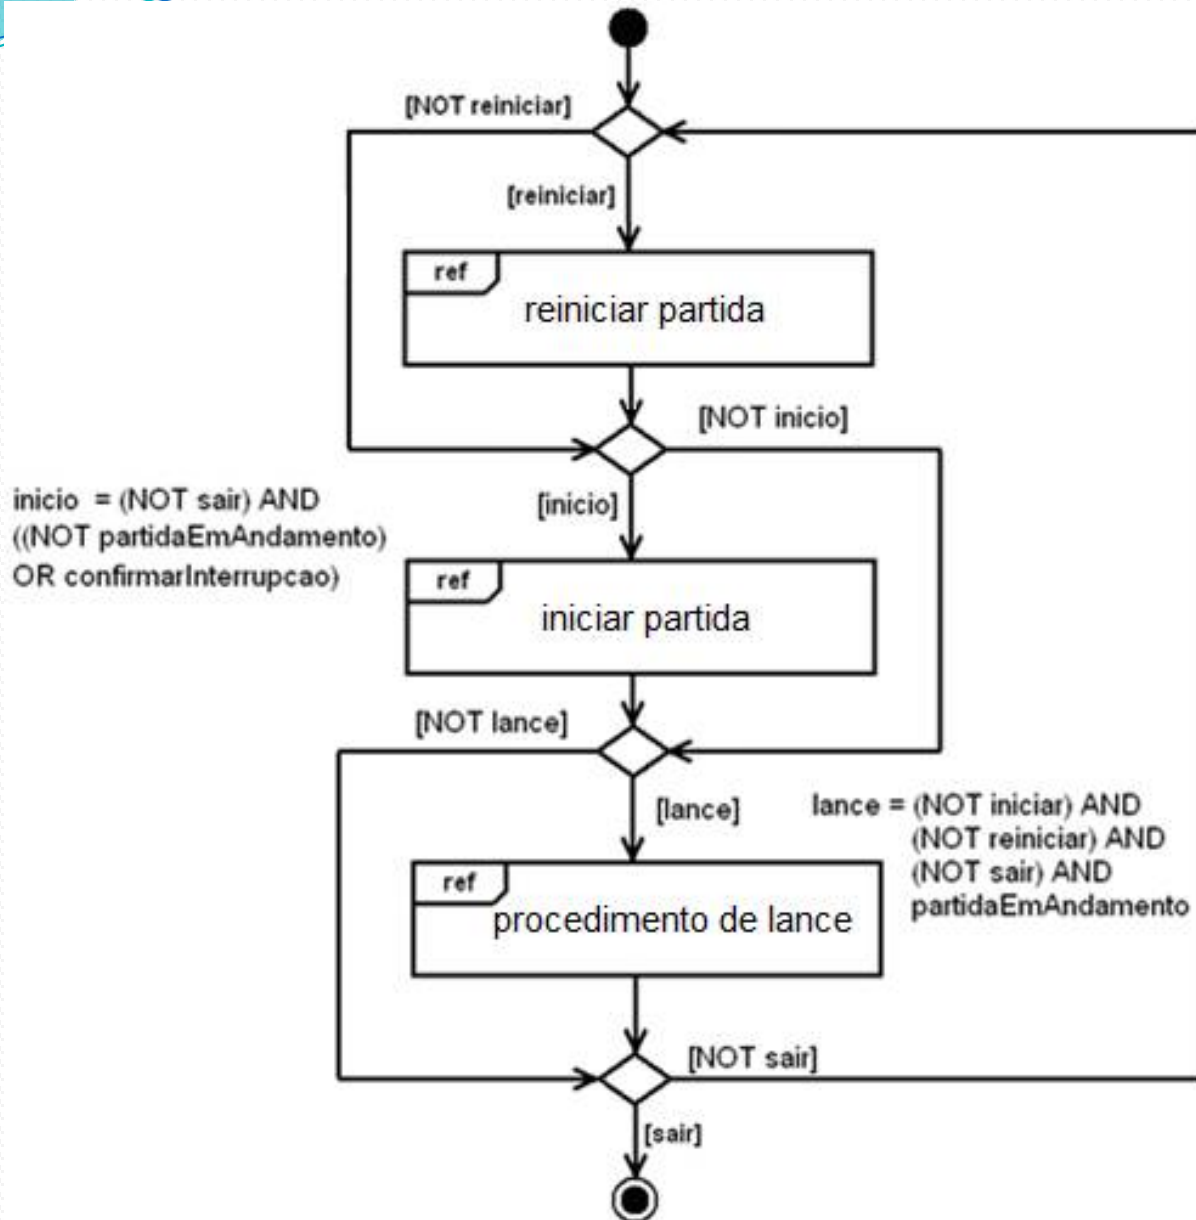 [NOT reiniciar]
[reiniciar]
ref
reiniciar partida
[NOT inicio]
inicio = (NOT sair) AND
((NOT partidaEmAndamento)
OR confirmarInterrupcao)
[inicio]
ref
iniciar partida
[NOT lance]
[lance]
lance = (NOT iniciar) AND
(NOT reiniciar) AND
(NOT sair) AND
partidaEmAndamento
ref
procedimento de lance
[NOT sair]
[sair]